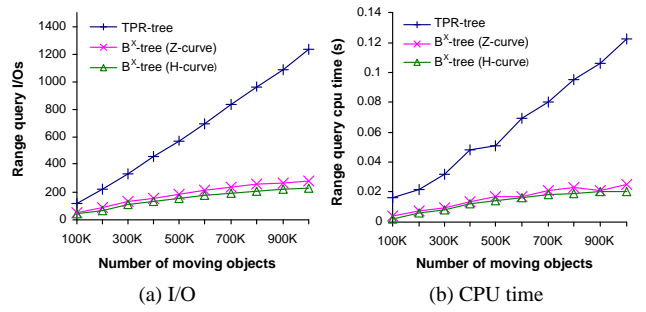 1400
1200
1000
800
600
400
200
0
Range query I/Os
TPR-tree
B^X-tree (Z-curve)
B^X-tree (H-curve)
100K 300K 500K 700K 900K
Number of moving objects
(a) I/O
0.14
0.12
0.1
0.08
0.06
0.04
0.02
0
Range query cpu time (s)
TPR-tree
B^X-tree (Z-curve)
B^X-tree (H-curve)
100K 300K 500K 700K 900K
Number of moving objects
(b) CPU time